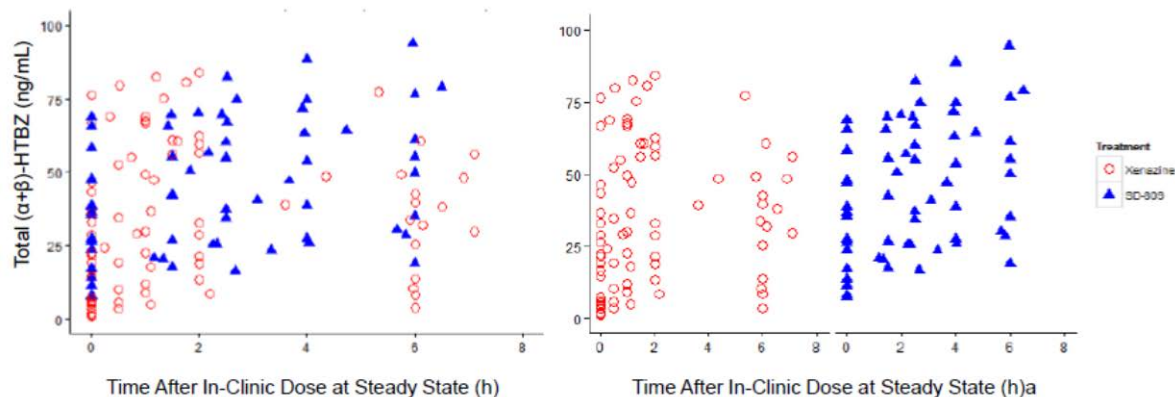 Total (α+β)-HTBZ (ng/mL)
100
75
50
25
0
0 2 4 6 8
Time After In-Clinic Dose at Steady State (h)
100
75
50
25
0
0 2 4 6 8 0 2 4 6 8
Time After In-Clinic Dose at Steady State (h)a
Treatment
Xenazine
SD-809